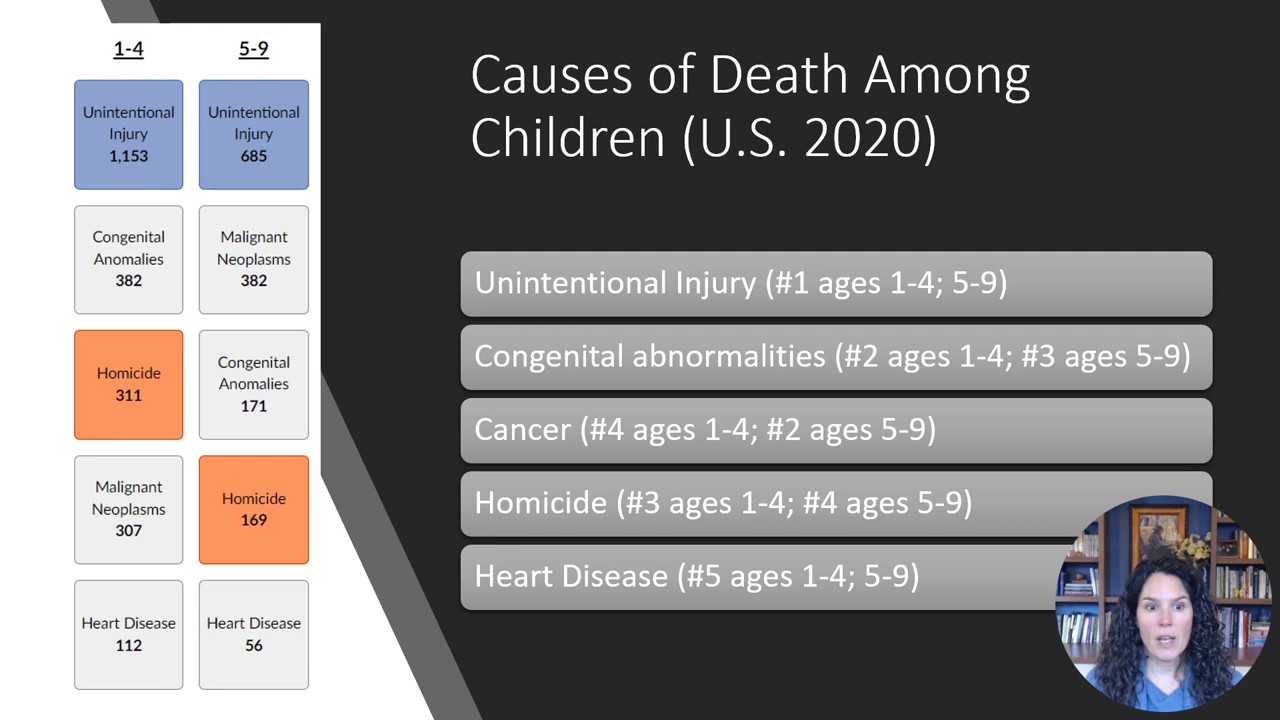 1-4
5-9
Unintentional
Injury
1,153
Unintentional
Injury
685
Congenital
Anomalies
382
Malignant
Neoplasms
382
Homicide
311
Congenital
Anomalies
171
Malignant
Neoplasms
307
Homicide
169
Heart Disease
112
Heart Disease
56
Causes of Death Among
Children (U.S. 2020)
Unintentional Injury (#1 ages 1-4; 5-9)
Congenital abnormalities (#2 ages 1-4; #3 ages 5-9)
Cancer (#4 ages 1-4; #2 ages 5-9)
Homicide (#3 ages 1-4; #4 ages 5-9)
Heart Disease (#5 ages 1-4; 5-9)